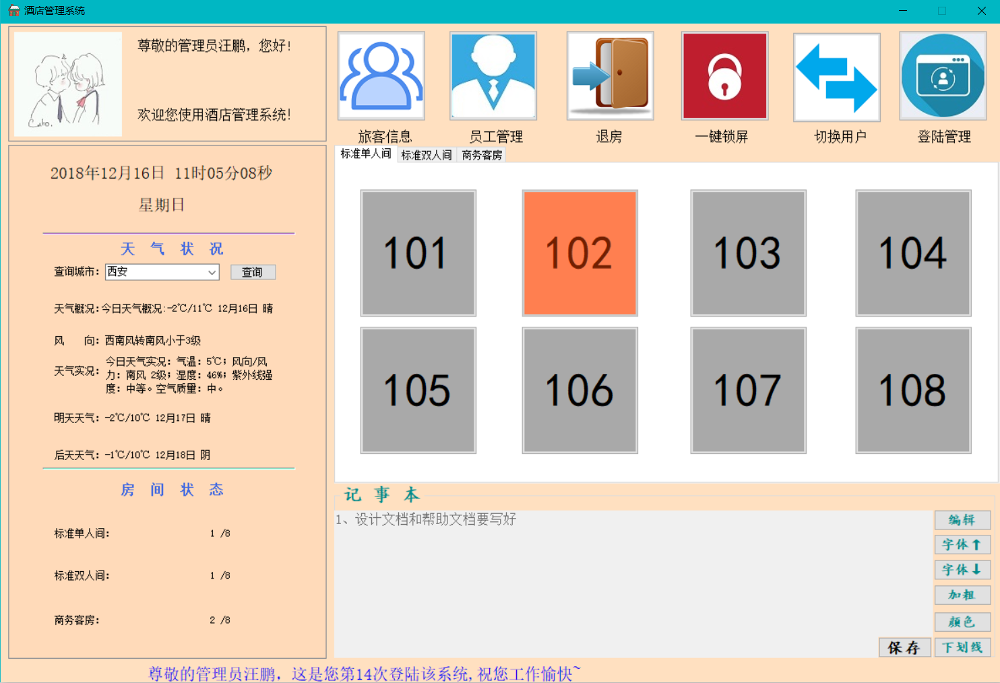 酒店管理系统
尊敬的管理员汪鹏，您好！
欢迎您使用酒店管理系统！
Calio.
旅客信息
员工管理
退房
一键锁屏
切换用户
登陆管理
2018年12月16日 11时05分08秒
星期日
天 气 状 况
查询城市： 西安 查询
天气概况：今日天气概况:-2℃/11℃ 12月16日 晴
风　　向：西南风转南风小于3级
天气实况：今日天气实况：气温：5℃；风向/风
力：南风 2级；湿度：46%；紫外线强
度：中等。空气质量：中。
明天天气：-2℃/10℃ 12月17日 晴
后天天气：-1℃/10℃ 12月18日 阴
房 间 状 态
标准单人间： 1 /8
标准双人间： 1 /8
商务客房： 2 /8
标准单人间 标准双人间 商务客房
101 102 103 104
105 106 107 108
记 事 本
1、设计文档和帮助文档要写好
编辑
字体↑
字体↓
加粗
颜色
保存 下划线
尊敬的管理员汪鹏，这是您第14次登陆该系统,祝您工作愉快~